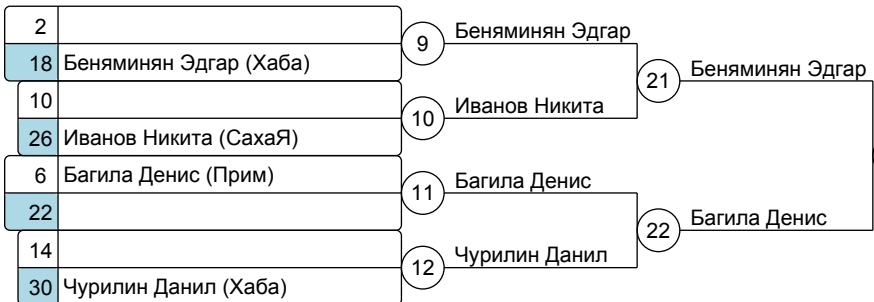 2
9
Беняминян Эдгар
18 Беняминян Эдгар (Хаба)
21
Беняминян Эдгар
10
10
Иванов Никита
26 Иванов Никита (СахаЯ)
6 Багила Денис (Прим)
11
Багила Денис
22
22
Багила Денис
14
12
Чурилин Данил
30 Чурилин Данил (Хаба)